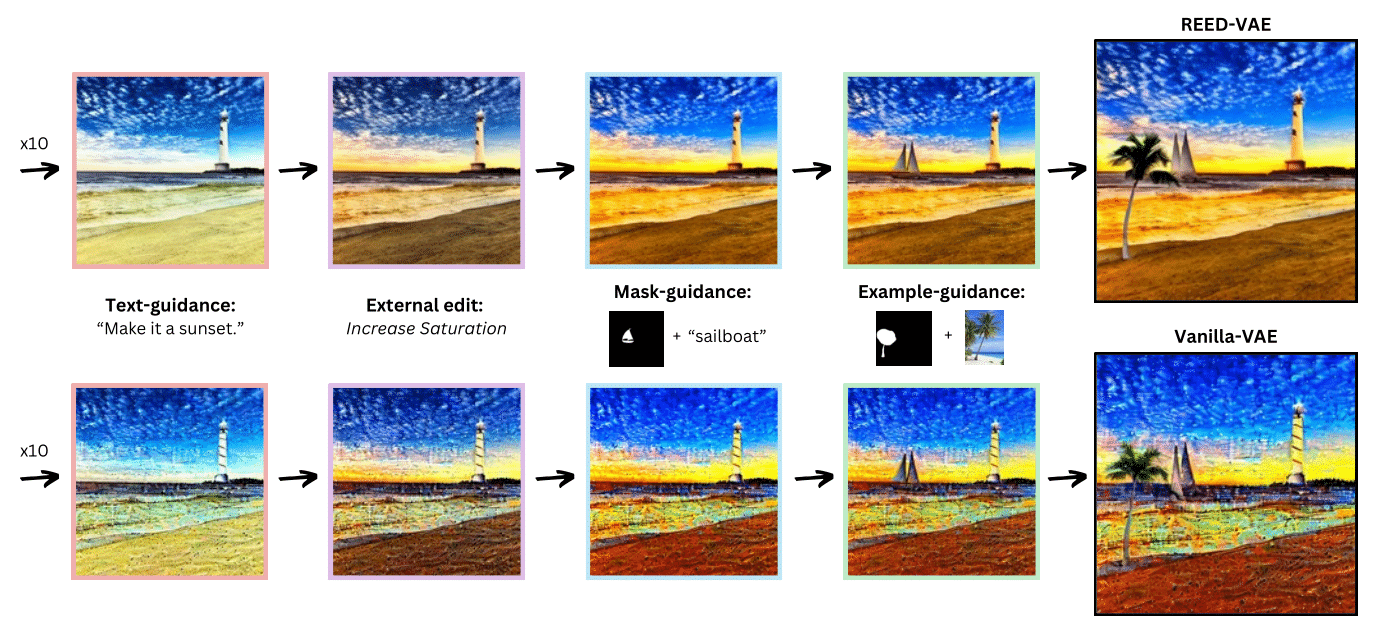 REED-VAE
x10
Text-guidance:
“Make it a sunset.”
External edit:
Increase Saturation
Mask-guidance:
+ “sailboat”
Example-guidance:
+
Vanilla-VAE
x10